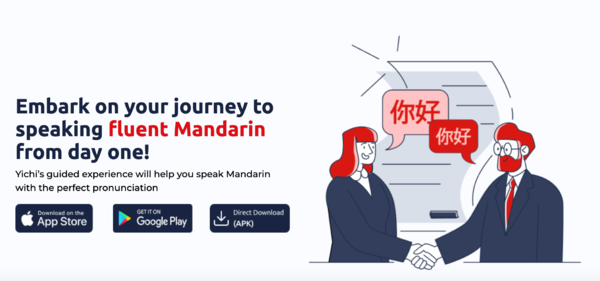 Embark on your journey to
speaking fluent Mandarin
from day one!
Yichi's guided experience will help you speak Mandarin
with the perfect pronunciation
Download on the
App Store
GET IT ON
Google Play
Direct Download
(APK)
你好
你好